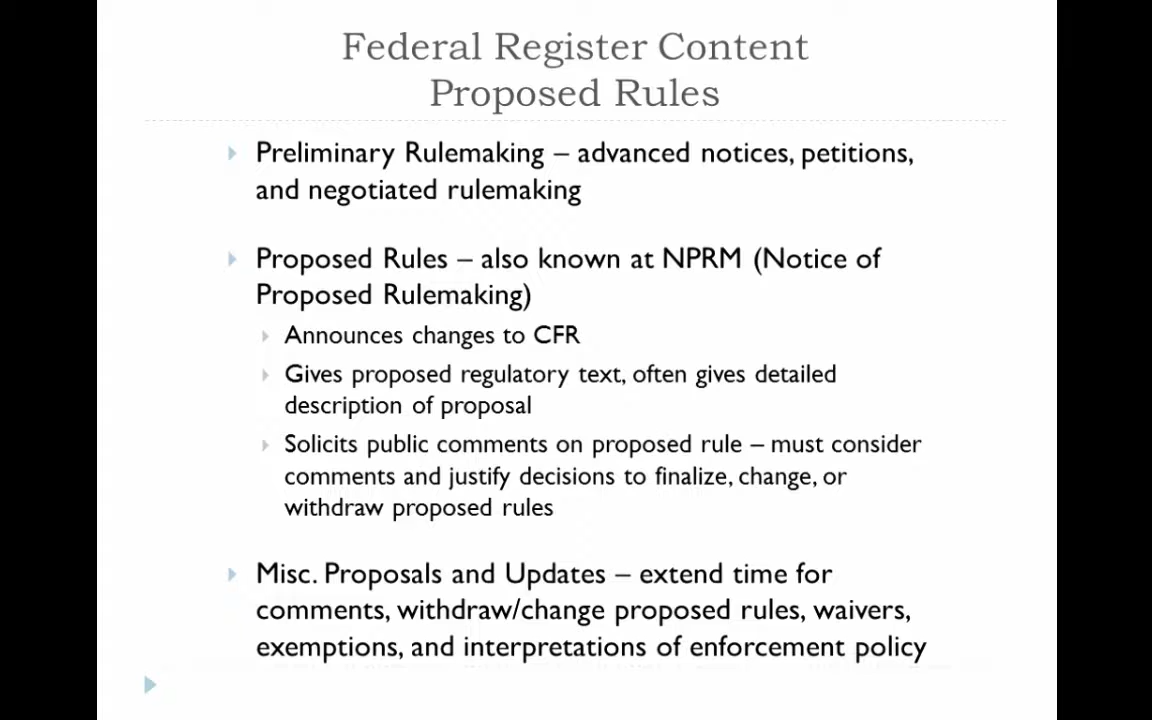 Federal Register Content
Proposed Rules
Preliminary Rulemaking – advanced notices, petitions,
and negotiated rulemaking
Proposed Rules – also known at NPRM (Notice of
Proposed Rulemaking)
Announces changes to CFR
Gives proposed regulatory text, often gives detailed
description of proposal
Solicits public comments on proposed rule – must consider
comments and justify decisions to finalize, change, or
withdraw proposed rules
Misc. Proposals and Updates – extend time for
comments, withdraw/change proposed rules, waivers,
exemptions, and interpretations of enforcement policy